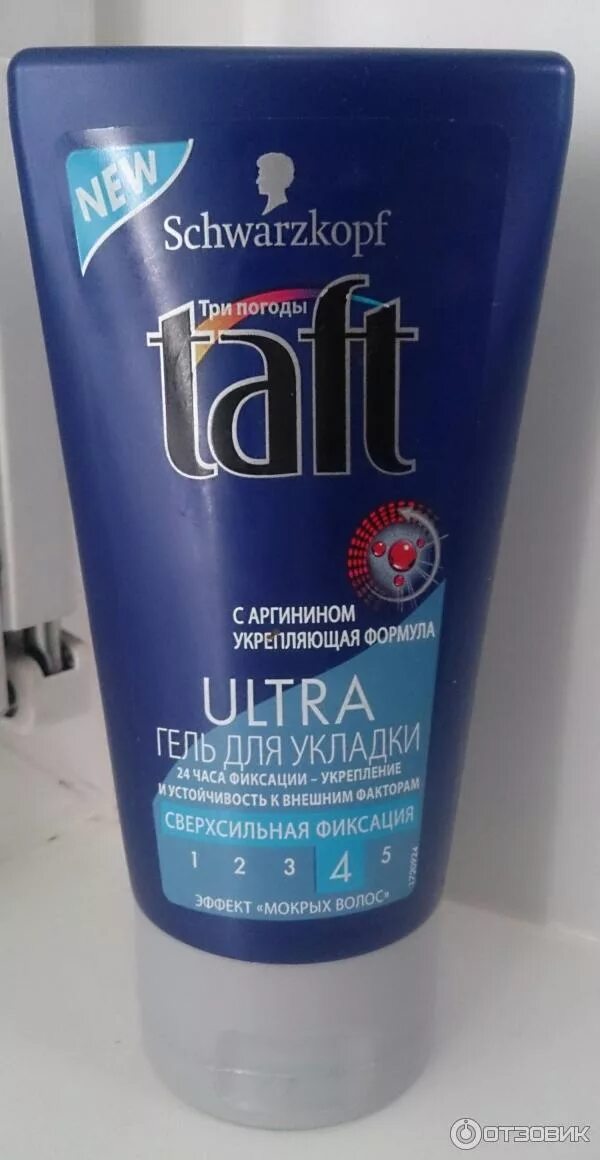 NEW
Schwarzkopf
Три погоды
taft
С АРГИНИНОМ
УКРЕПЛЯЮЩАЯ ФОРМУЛА
ULTRA
ГЕЛЬ ДЛЯ УКЛАДКИ
24 ЧАСА ФИКСАЦИИ – УКРЕПЛЕНИЕ
И УСТОЙЧИВОСТЬ К ВНЕШНИМ ФАКТОРАМ
СВЕРХСИЛЬНАЯ ФИКСАЦИЯ
1 2 3 4 5
1720924
ЭФФЕКТ «МОКРЫХ ВОЛОС»
ОТЗОВИК